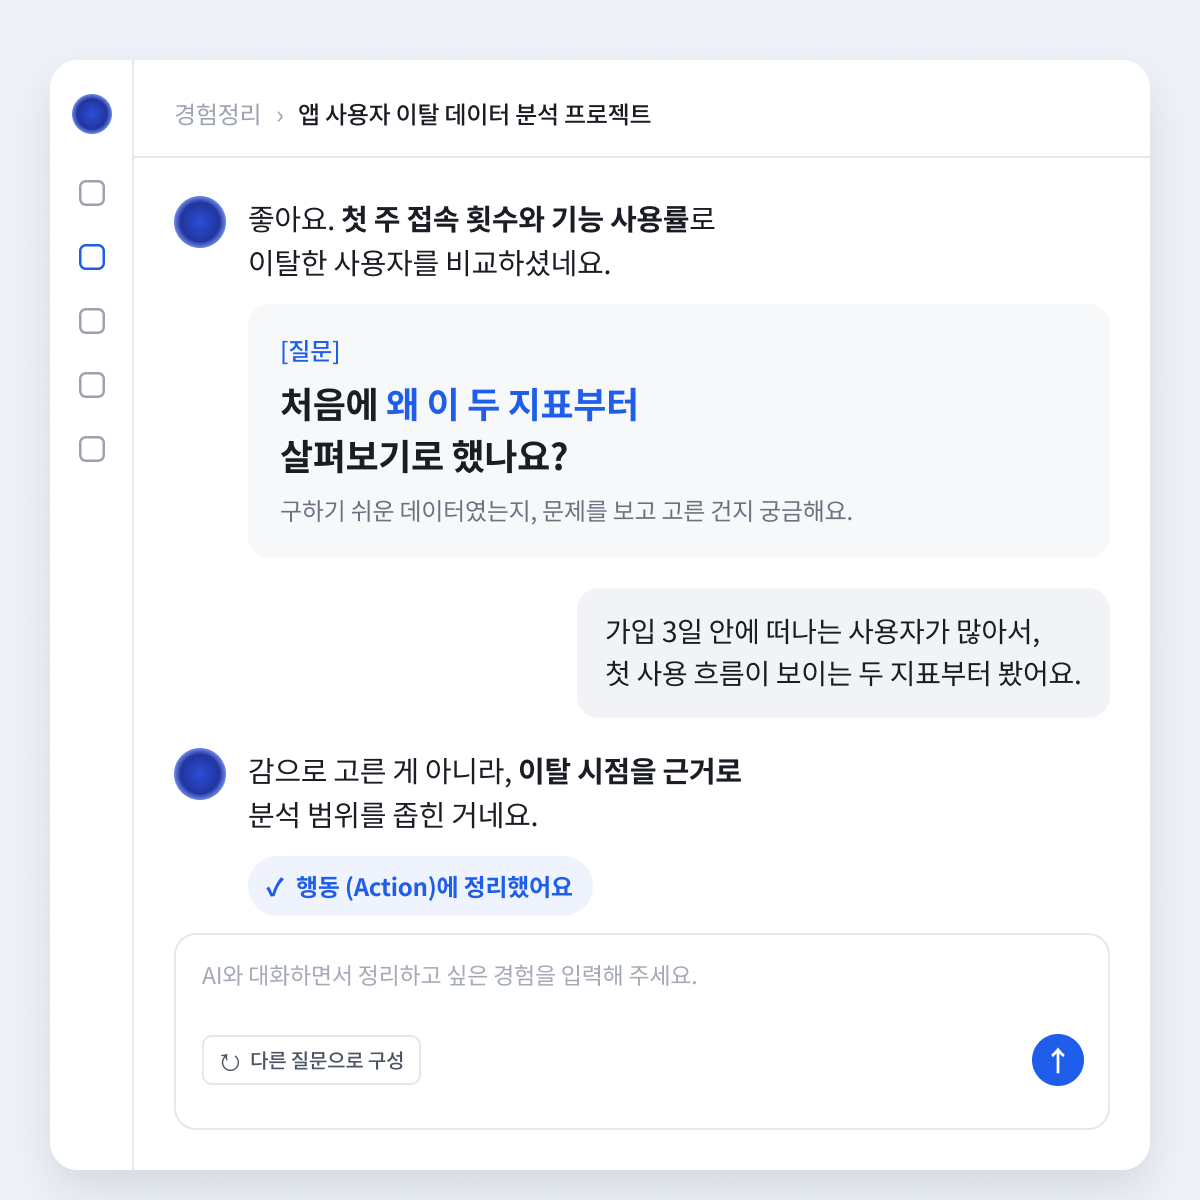 경험정리 › 앱 사용자 이탈 데이터 분석 프로젝트
좋아요. 첫 주 접속 횟수와 기능 사용률로
이탈한 사용자를 비교하셨네요.
[질문]
처음에 왜 이 두 지표부터
살펴보기로 했나요?
구하기 쉬운 데이터였는지, 문제를 보고 고른 건지 궁금해요.
가입 3일 안에 떠나는 사용자가 많아서,
첫 사용 흐름이 보이는 두 지표부터 봤어요.
감으로 고른 게 아니라, 이탈 시점을 근거로
분석 범위를 좁힌 거네요.
✓ 행동 (Action)에 정리했어요
AI와 대화하면서 정리하고 싶은 경험을 입력해 주세요.
다른 질문으로 구성